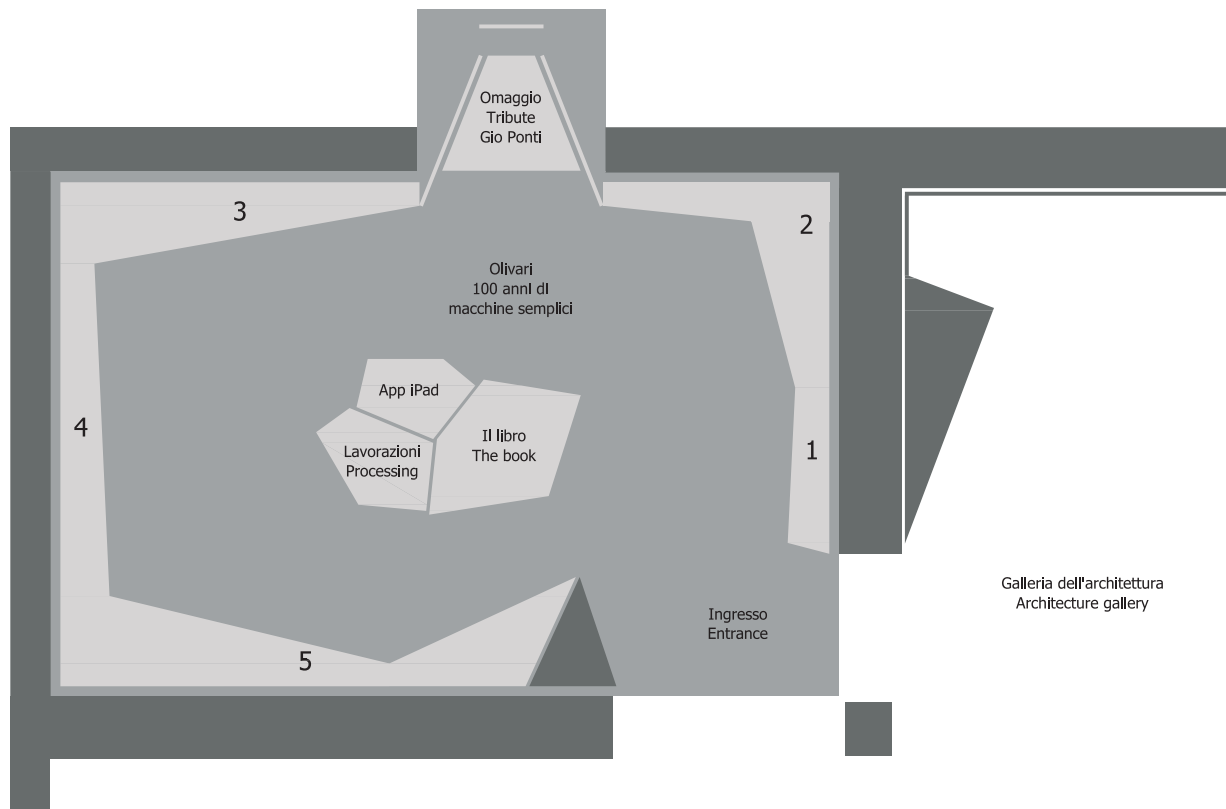 Omaggio
Tribute
Gio Ponti
3
2
Olivari
100 anni di
macchine semplici
App iPad
4
Il libro
The book
1
Lavorazioni
Processing
Galleria dell'architettura
Architecture gallery
Ingresso
Entrance
5